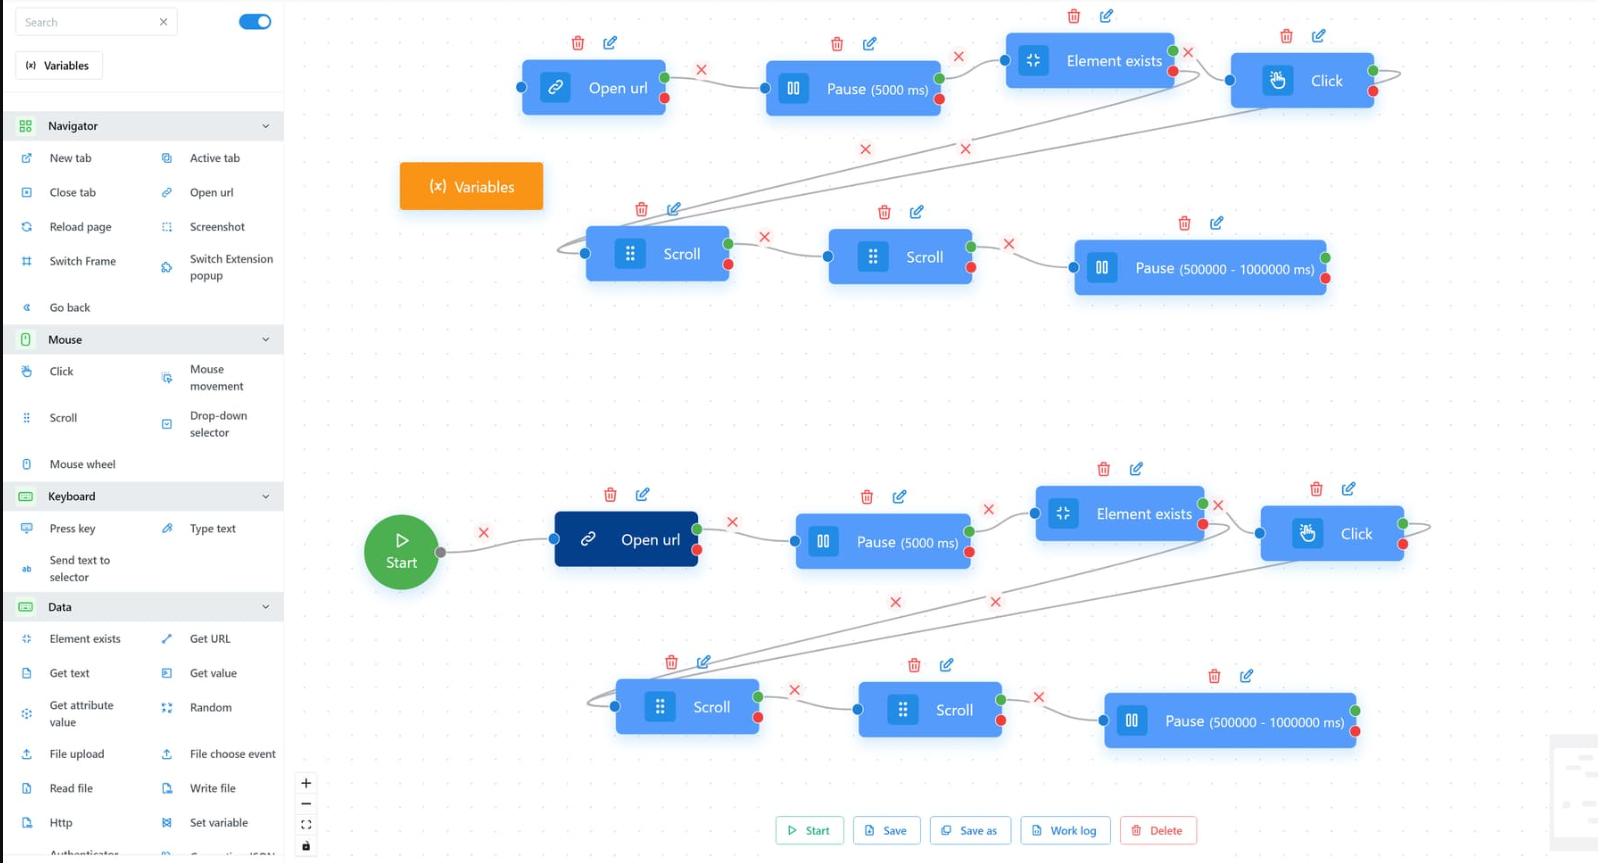 Search
(x) Variables
Navigator
New tab
Active tab
Close tab
Open url
Reload page
Screenshot
Switch Frame
Switch Extension
popup
Go back
Mouse
Click
Mouse
movement
Scroll
Drop-down
selector
Mouse wheel
Keyboard
Press key
Type text
Send text to
selector
Data
Element exists
Get URL
Get text
Get value
Get attribute
value
Random
File upload
File choose event
Read file
Write file
Http
Set variable
Authenticator
Open url
Pause (5000 ms)
Element exists
Click
(x) Variables
Scroll
Scroll
Pause (500000 - 1000000 ms)
Start
Open url
Pause (5000 ms)
Element exists
Click
Scroll
Scroll
Pause (500000 - 1000000 ms)
Start
Save
Save as
Work log
Delete